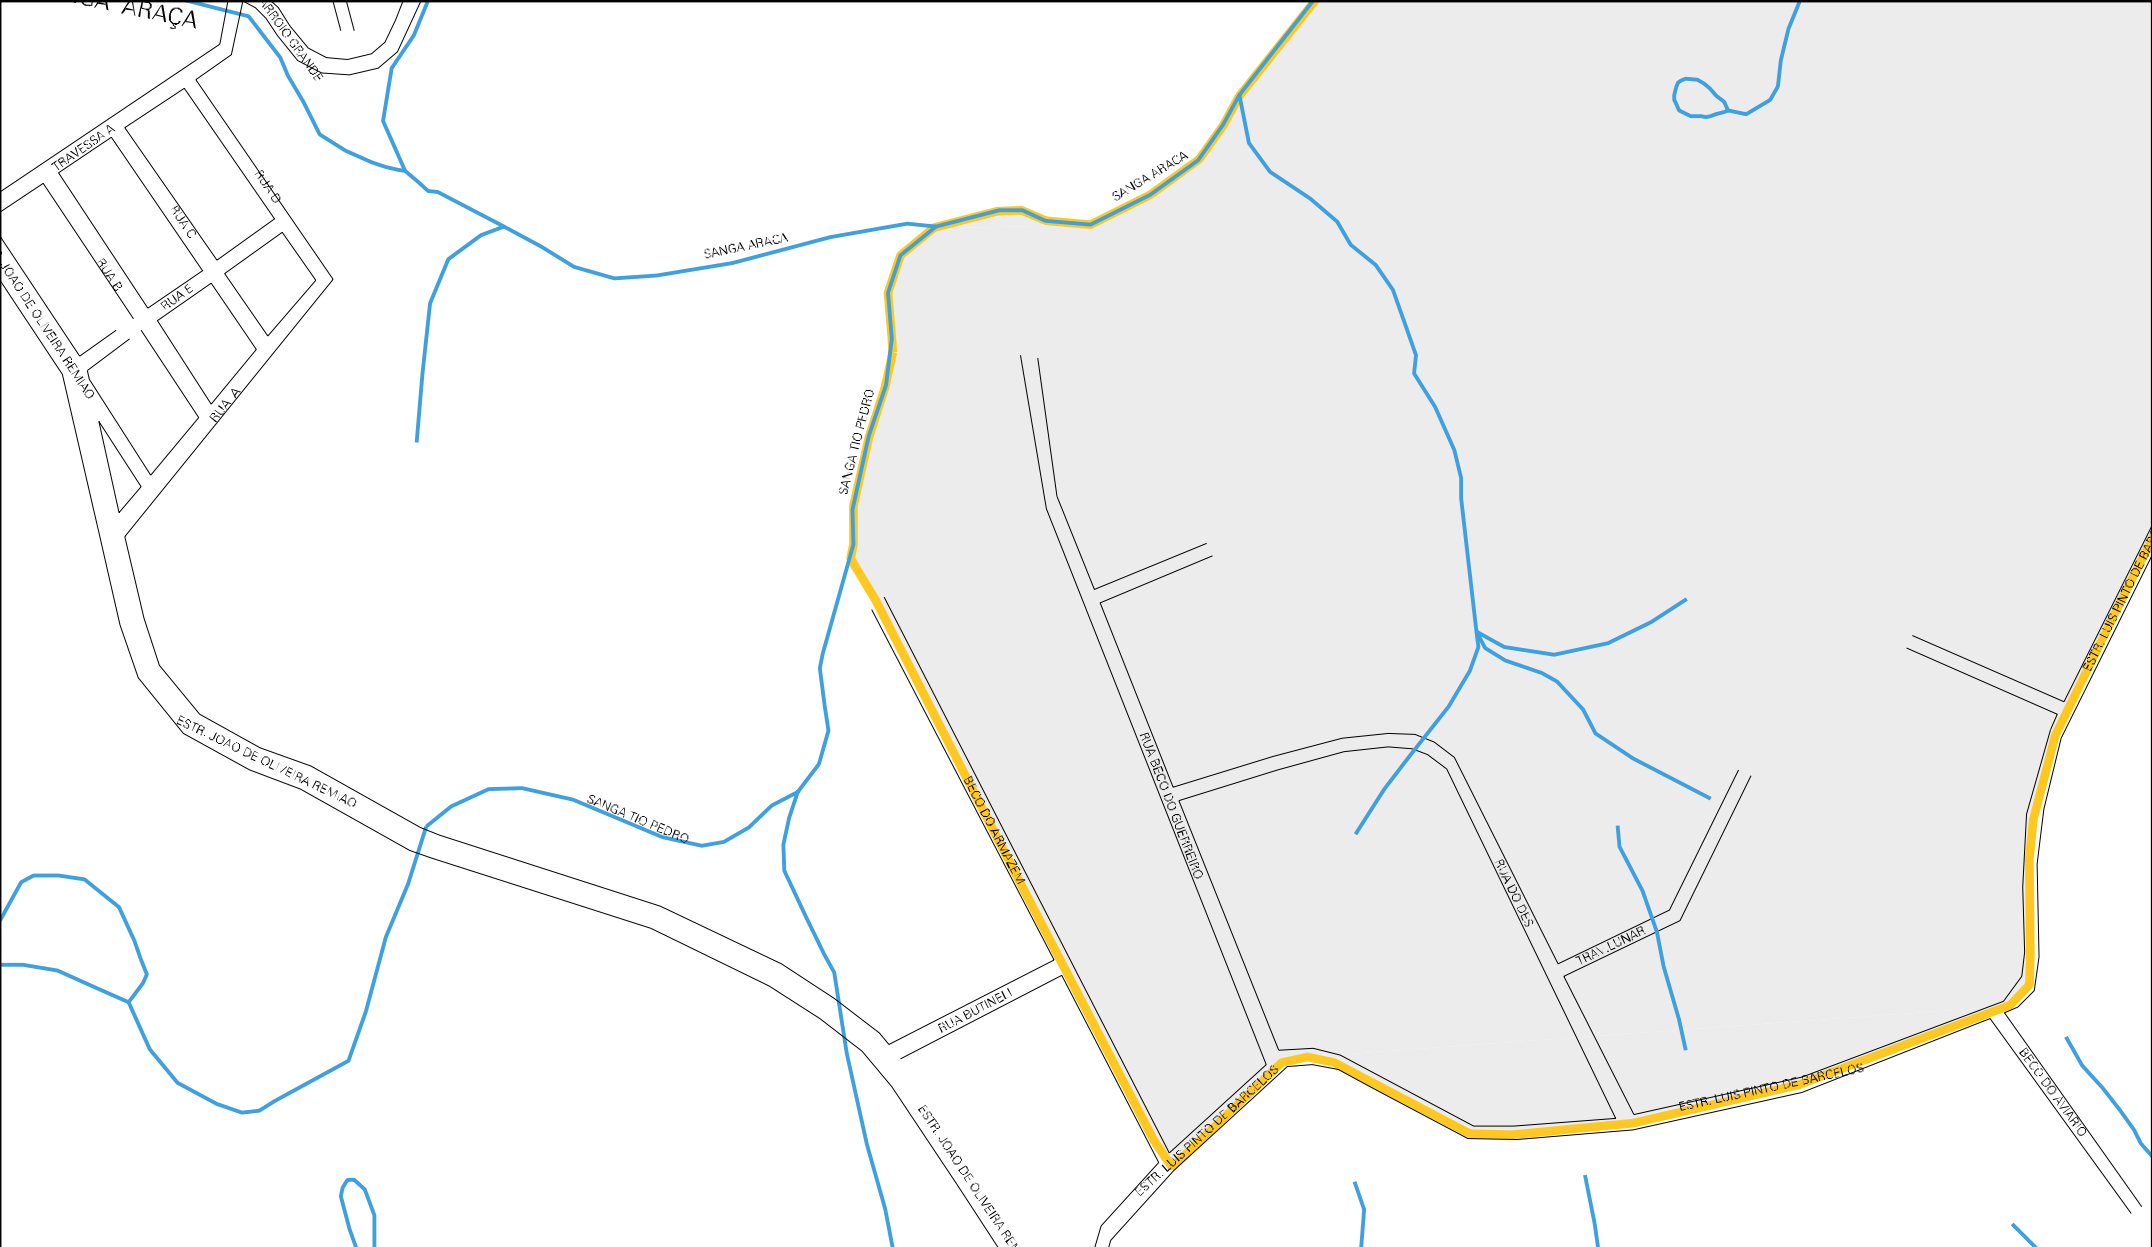 GA ARAÇA
ARROIO GRANDE
TRAVESSA A
RUA D
SANGA ARACA
RUA C
SANGA ARACA
RUA B
RUA E
JOAO DE OLIVEIRA REMIAO
RUA A
SANGA TIO PEDRO
ESTR. LUIS PINTO DE BAR
ESTR. JOAO DE OLIVEIRA REMIAO
SANGA TIO PEDRO
BECO DO ARMAZEM
RUA BECO DO GUERREIRO
RUA DO DES
TRAV. LUNAR
RUA BUTINELI
ESTR. LUIS PINTO DE BARCELOS
ESTR. LUIS PINTO DE BARCELOS
BECO DO AVIARIO
ESTR. JOAO DE OLIVEIRA REM